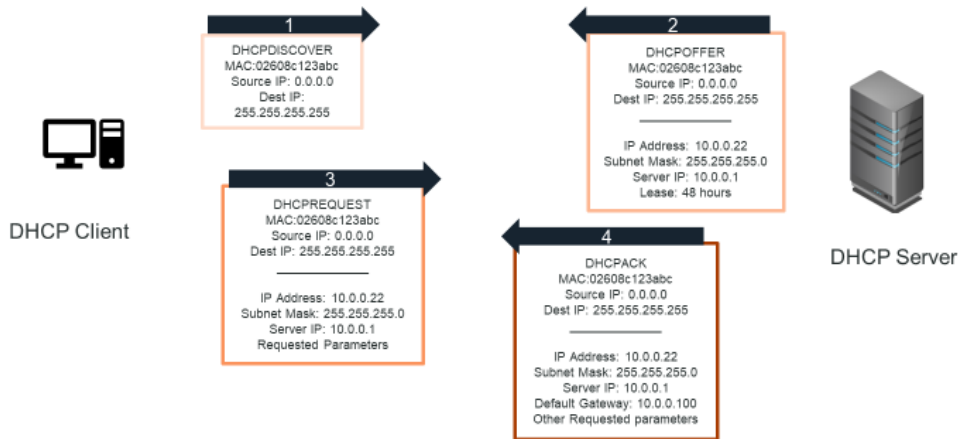 1
DHCPDISCOVER
MAC:02608c123abc
Source IP: 0.0.0.0
Dest IP:
255.255.255.255
2
DHCPOFFER
MAC:02608c123abc
Source IP: 0.0.0.0
Dest IP: 255.255.255.255
IP Address: 10.0.0.22
Subnet Mask: 255.255.255.0
Server IP: 10.0.0.1
Lease: 48 hours
DHCP Client
3
DHCPREQUEST
MAC:02608c123abc
Source IP: 0.0.0.0
Dest IP: 255.255.255.255
IP Address: 10.0.0.22
Subnet Mask: 255.255.255.0
Server IP: 10.0.0.1
Requested Parameters
4
DHCPACK
MAC:02608c123abc
Source IP: 0.0.0.0
Dest IP: 255.255.255.255
IP Address: 10.0.0.22
Subnet Mask: 255.255.255.0
Server IP: 10.0.0.1
Default Gateway: 10.0.0.100
Other Requested parameters
DHCP Server